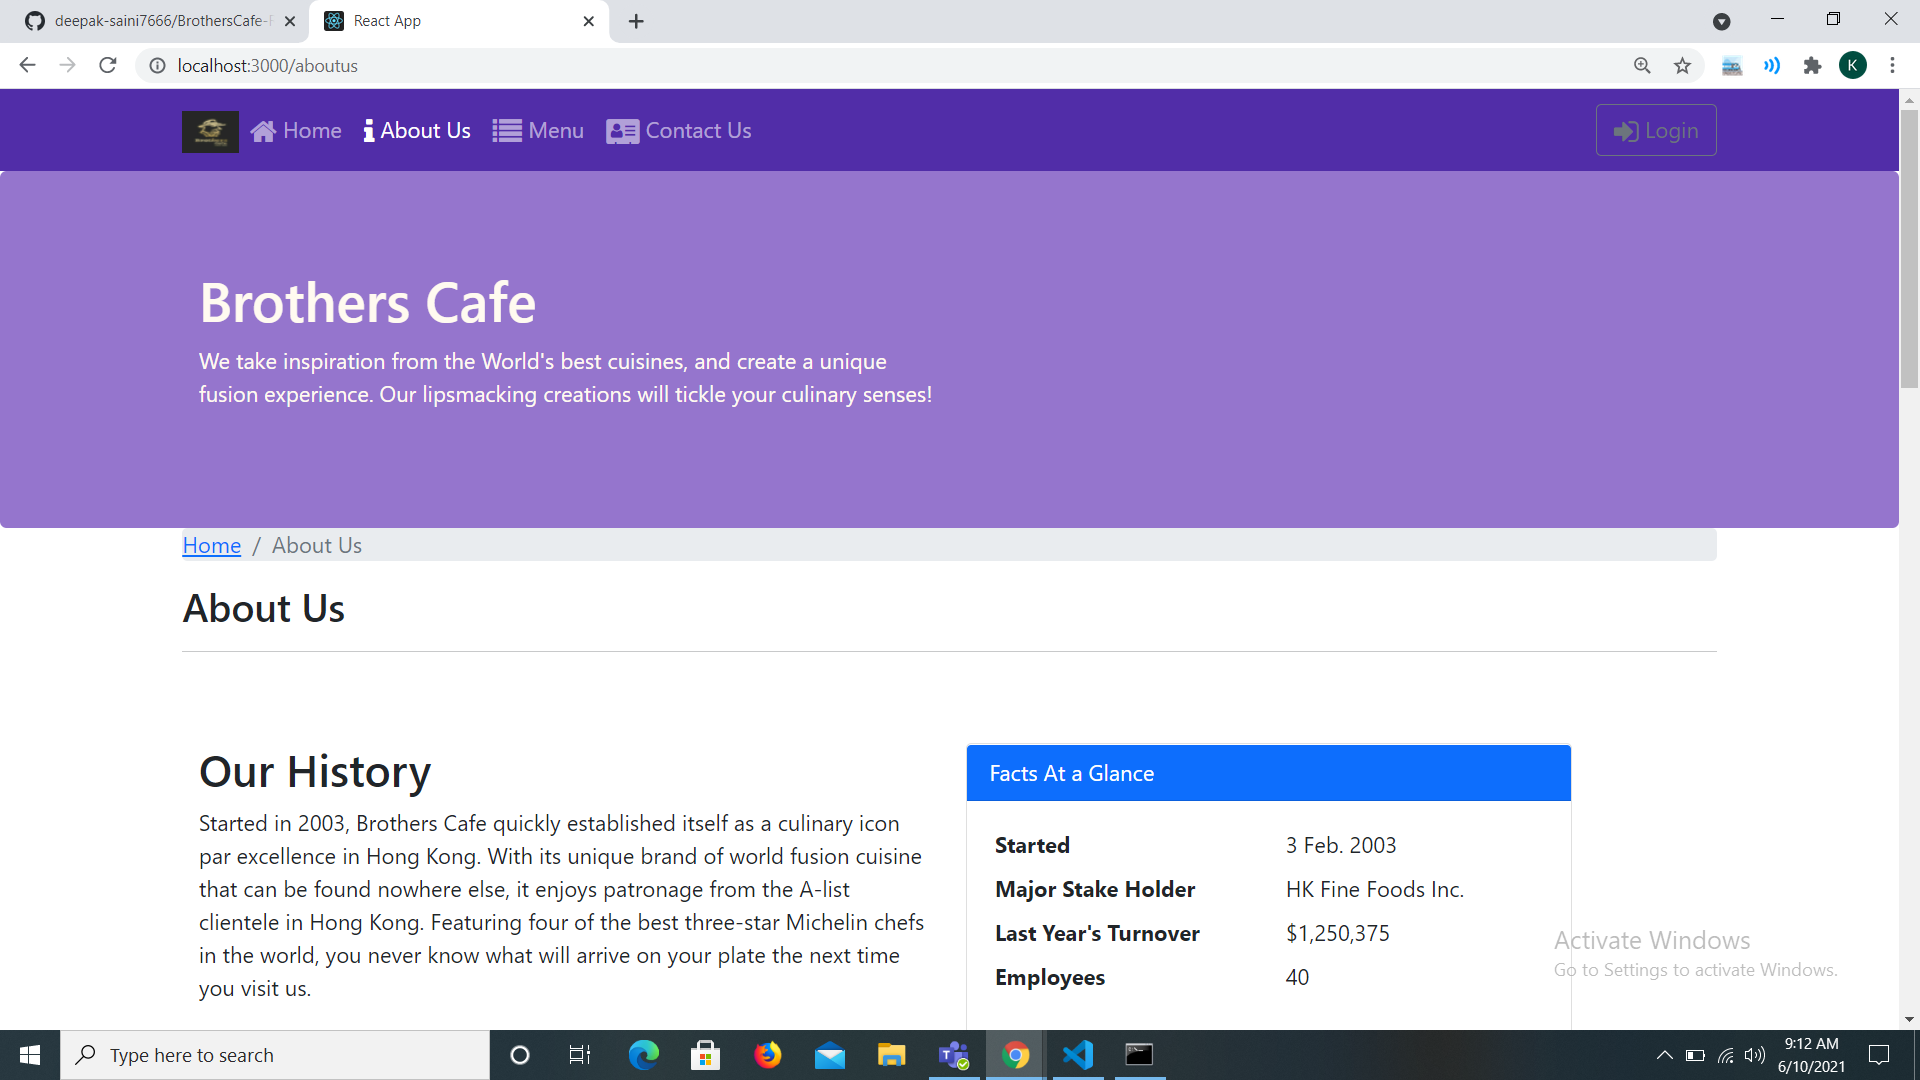 deepak-saini7666/BrothersCafe-
React App
localhost:3000/aboutus
K
Home
About Us
Menu
Contact Us
Login
Brothers Cafe
We take inspiration from the World's best cuisines, and create a unique
fusion experience. Our lipsmacking creations will tickle your culinary senses!
Home / About Us
About Us
Our History
Started in 2003, Brothers Cafe quickly established itself as a culinary icon
par excellence in Hong Kong. With its unique brand of world fusion cuisine
that can be found nowhere else, it enjoys patronage from the A-list
clientele in Hong Kong. Featuring four of the best three-star Michelin chefs
in the world, you never know what will arrive on your plate the next time
you visit us.
Facts At a Glance
Started 3 Feb. 2003
Major Stake Holder HK Fine Foods Inc.
Last Year's Turnover $1,250,375
Employees 40
Activate Windows
Go to Settings to activate Windows.
Type here to search
9:12 AM
6/10/2021